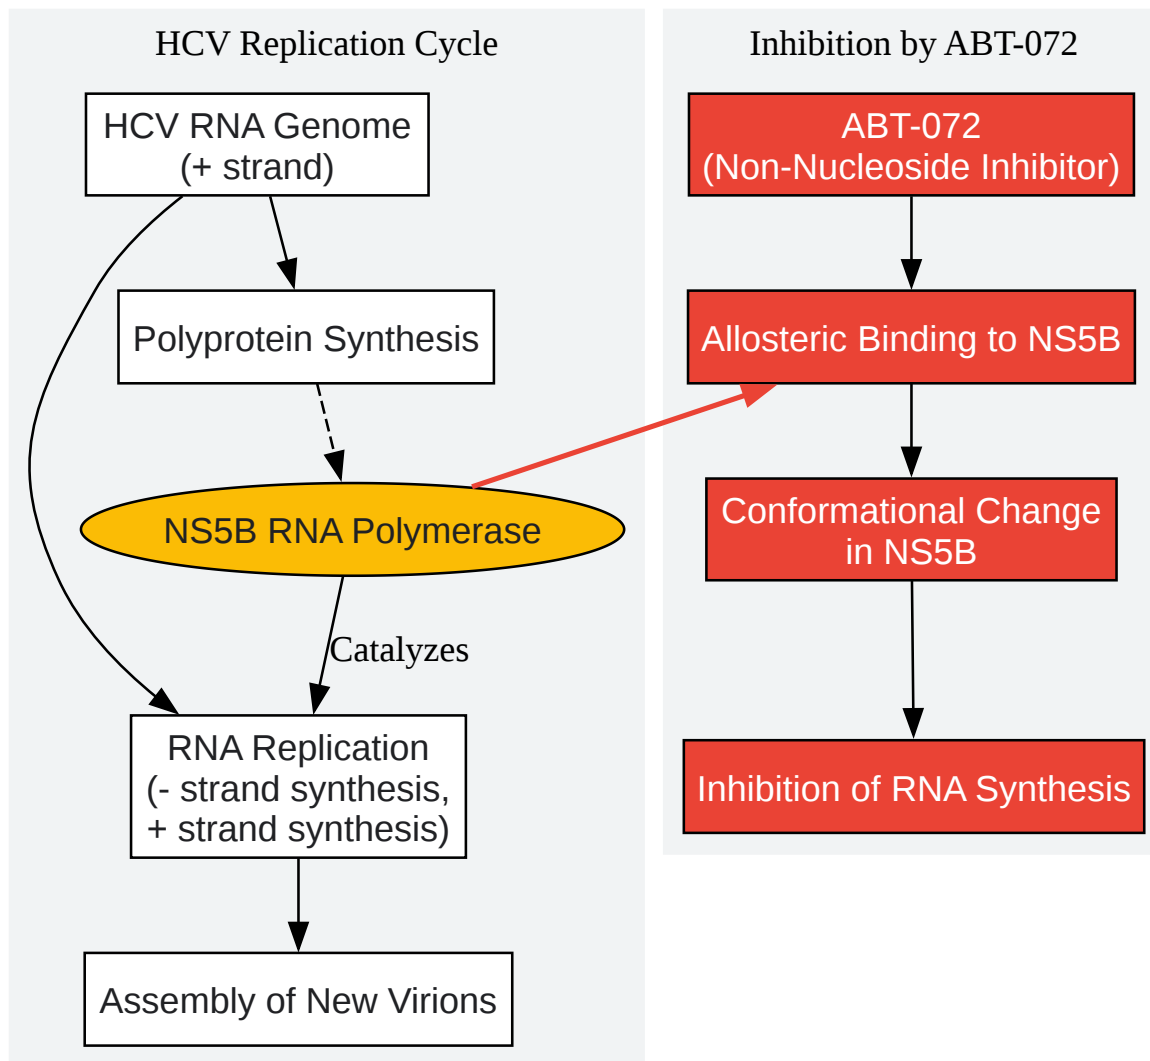 HCV Replication Cycle
HCV RNA Genome
(+ strand)
Polyprotein Synthesis
NS5B RNA Polymerase
Catalyzes
RNA Replication
(- strand synthesis,
+ strand synthesis)
Assembly of New Virions
Inhibition by ABT-072
ABT-072
(Non-Nucleoside Inhibitor)
Allosteric Binding to NS5B
Conformational Change
in NS5B
Inhibition of RNA Synthesis